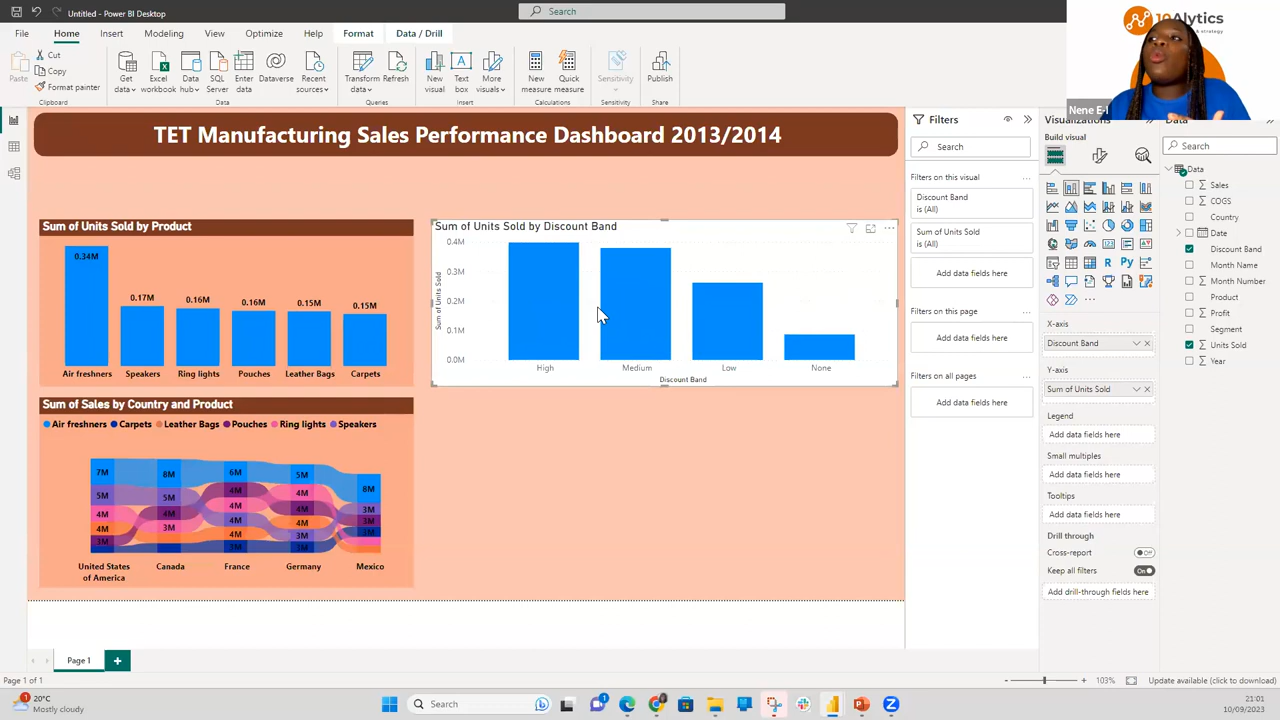 Untitled - Power BI Desktop
Search
File
Home
Insert
Modeling
View
Optimize
Help
Format
Data / Drill
Paste
Cut
Copy
Format painter
Clipboard
Get data
Excel workbook
Data hub
SQL Server
Enter data
Dataverse
Recent sources
Data
Transform data
Refresh
Queries
New visual
Text box
More visuals
Insert
New measure
Quick measure
Calculations
Sensitivity
Sensitivity
Publish
Share
Nene E-I
TET Manufacturing Sales Performance Dashboard 2013/2014
Sum of Units Sold by Product
0.34M
0.17M
0.16M
0.16M
0.15M
0.15M
Air freshners
Speakers
Ring lights
Pouches
Leather Bags
Carpets
Sum of Units Sold by Discount Band
Sum of Units Sold
0.4M
0.3M
0.2M
0.1M
0.0M
High
Medium
Low
None
Discount Band
Sum of Sales by Country and Product
Air freshners
Carpets
Leather Bags
Pouches
Ring lights
Speakers
7M
5M
4M
4M
3M
8M
5M
4M
3M
6M
4M
4M
4M
4M
3M
5M
4M
4M
4M
3M
3M
8M
3M
3M
United States of America
Canada
France
Germany
Mexico
Filters
Search
Filters on this visual
Discount Band
is (All)
Sum of Units Sold
is (All)
Add data fields here
Filters on this page
Add data fields here
Filters on all pages
Add data fields here
Visualizations
Build visual
X-axis
Discount Band
Y-axis
Sum of Units Sold
Legend
Add data fields here
Small multiples
Add data fields here
Tooltips
Add data fields here
Drill through
Cross-report
Off
Keep all filters
On
Add drill-through fields here
Search
Data
Sales
COGS
Country
Date
Discount Band
Month Name
Month Number
Product
Profit
Segment
Units Sold
Year
Page 1
Page 1 of 1
103%
Update available (click to download)
20°C
Mostly cloudy
Search
21:01
10/09/2023